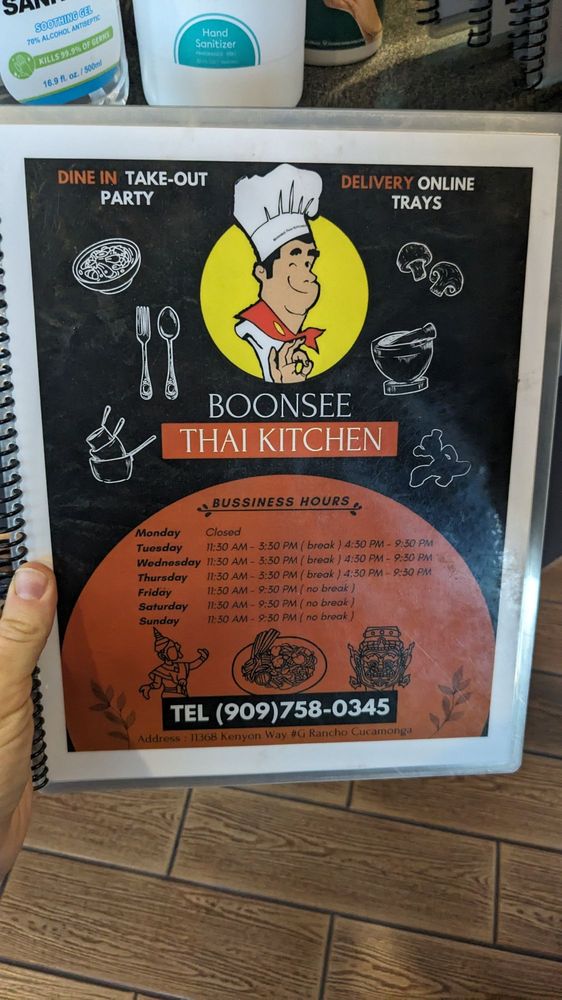 SOOTHING GEL
70% ALCOHOL ANTISEPTIC
KILLS 99.9% OF GERMS
16.9 fl. oz. / 500ml
Hand
Sanitizer
DINE IN TAKE-OUT
PARTY
DELIVERY ONLINE
TRAYS
BOONSEE
THAI KITCHEN
BUSSINESS HOURS
Monday Closed
Tuesday 11:30 AM - 3:30 PM ( break ) 4:30 PM - 9:30 PM
Wednesday 11:30 AM - 3:30 PM ( break ) 4:30 PM - 9:30 PM
Thursday 11:30 AM - 3:30 PM ( break ) 4:30 PM - 9:30 PM
Friday 11:30 AM - 9:30 PM ( no break )
Saturday 11:30 AM - 9:30 PM ( no break )
Sunday 11:30 AM - 9:30 PM ( no break )
TEL (909)758-0345
Address : 11368 Kenyon Way #G Rancho Cucamonga